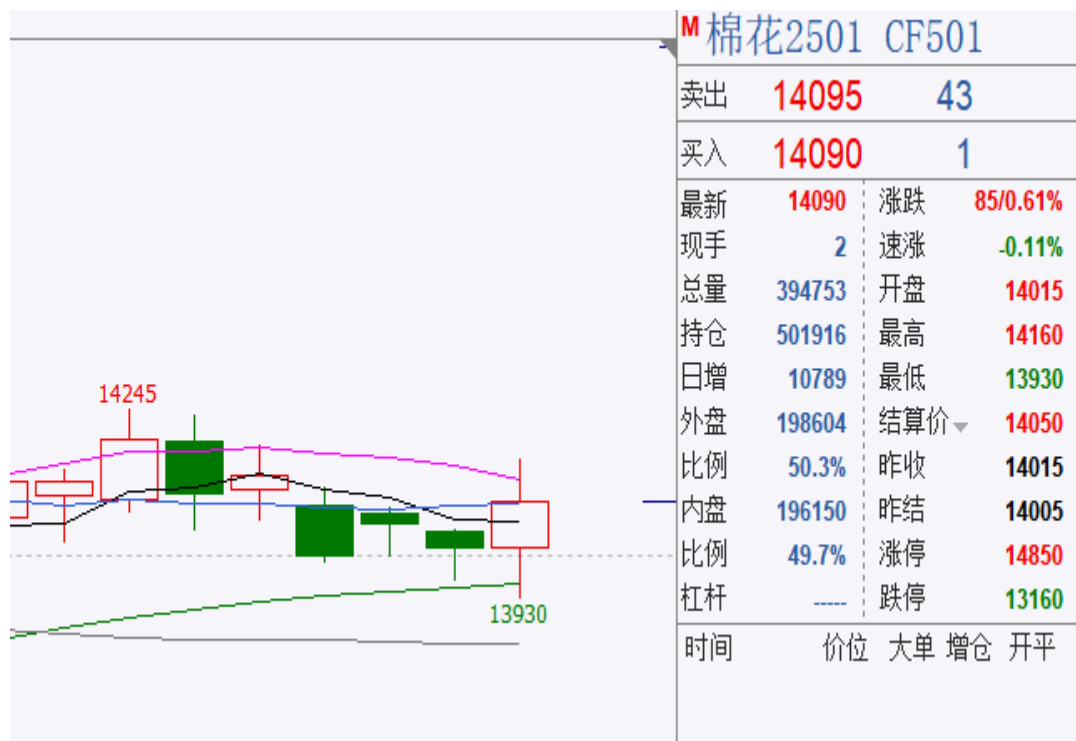 M 棉花2501 CF501
卖出 14095 43
买入 14090 1
最新 14090 涨跌 85/0.61%
现手 2 速涨 -0.11%
总量 394753 开盘 14015
持仓 501916 最高 14160
日增 10789 最低 13930
外盘 198604 结算价 14050
比例 50.3% 昨收 14015
内盘 196150 昨结 14005
比例 49.7% 涨停 14850
杠杆 ----- 跌停 13160
时间 价位 大单 增仓 开平
14245
13930